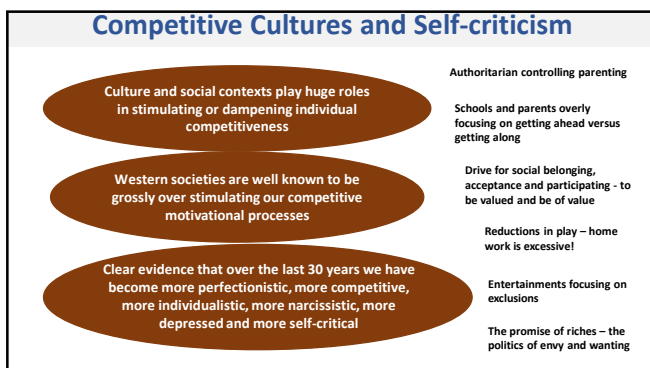 Competitive Cultures and Self-criticism
Culture and social contexts play huge roles
in stimulating or dampening individual
competitiveness
Western societies are well known to be
grossly over stimulating our competitive
motivational processes
Clear evidence that over the last 30 years we have
become more perfectionistic, more competitive,
more individualistic, more narcissistic, more
depressed and more self-critical
Authoritarian controlling parenting
Schools and parents overly
focusing on getting ahead versus
getting along
Drive for social belonging,
acceptance and participating - to
be valued and be of value
Reductions in play – home
work is excessive!
Entertainments focusing on
exclusions
The promise of riches – the
politics of envy and wanting